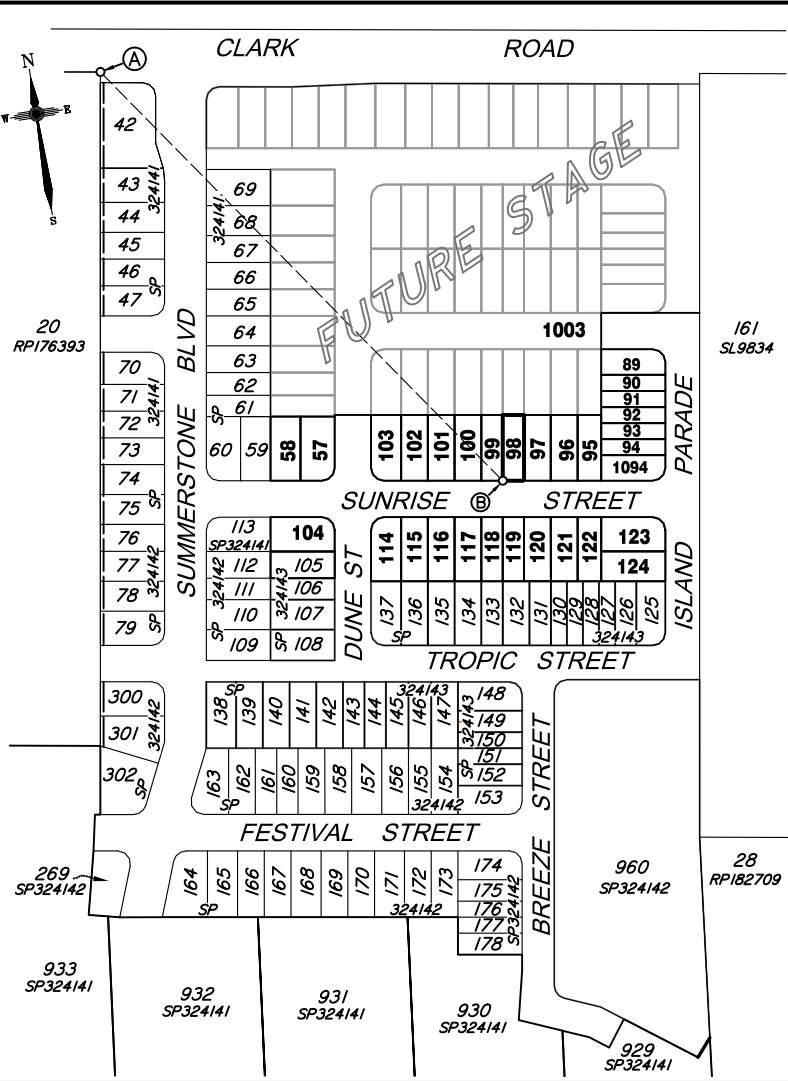 CLARK ROAD
A
N
W E
S
42
43
44
45
46
47
324141
SP
69
68
67
66
65
64
63
62
61
60 59
324141
SP
58 57
FUTURE STAGE
1003
20
RP176393
161
SL9834
SUMMERSTONE BLVD
70
71
72
73
74
75
76
77
78
79
324141
SP
324142
SP
89
90
91
92
93
94
1094
ISLAND PARADE
103 102 101 100 99 98 97 96 95
B
SUNRISE STREET
113
SP324141
112
111
110
109
324142
SP
104
105
106
107
108
324143
SP
DUNE ST
114 115 116 117 118 119 120 121 122
123
124
137 136 135 134 133 132 131 130 129 128 127 126 125
SP 324143
TROPIC STREET
300
301
302
324142
SP
SP 324143
138 139 140 141 142 143 144 145 146 147
148
149
150
151
152
153
324143
SP
163 162 161 160 159 158 157 156 155 154
SP 324142
BREEZE STREET
FESTIVAL STREET
269
SP324142
164 165 166 167 168 169 170 171 172 173
SP 324142
174
175
176
177
178
SP324142
960
SP324142
28
RP182709
933
SP324141
932
SP324141
931
SP324141
930
SP324141
929
SP324141